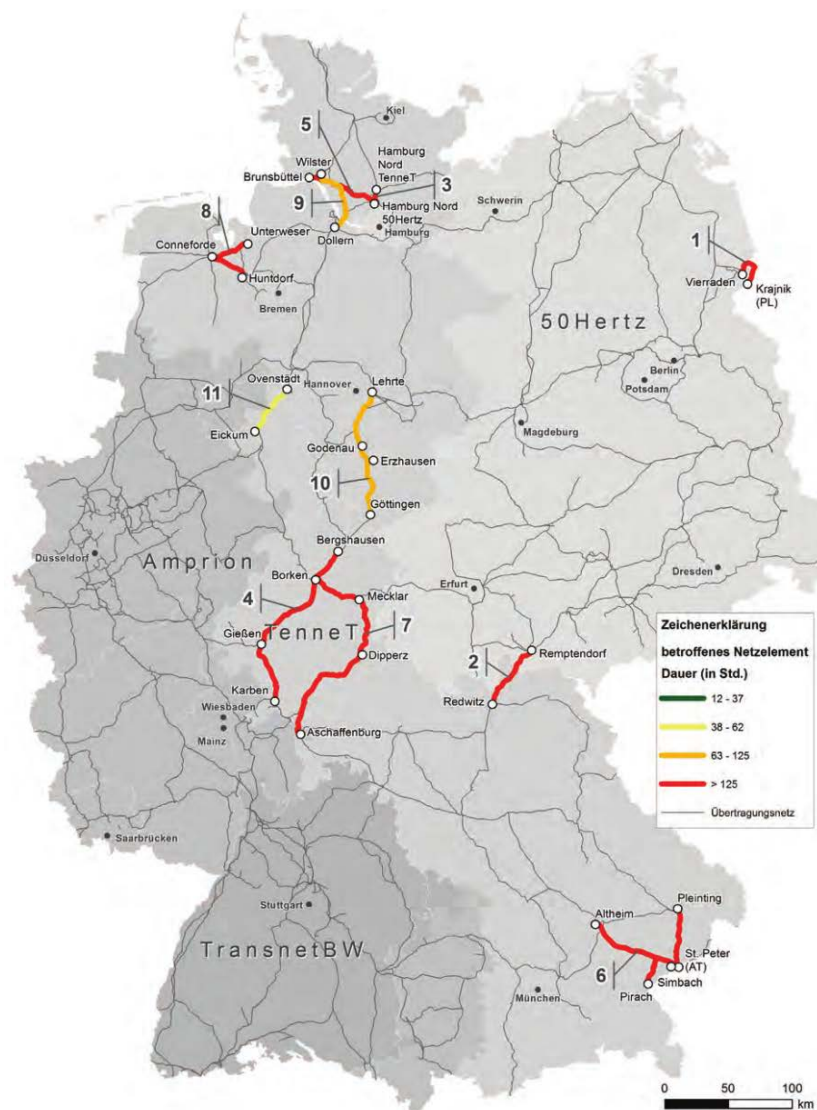 Kiel
5
Wilster
Hamburg
Nord
TenneT
Brunsbüttel
3
9
Hamburg Nord
50Hertz
Hamburg
Schwerin
8
Unterweser
Dollern
Conneforde
1
Huntdorf
Vierraden
Krajnik
(PL)
Bremen
50Hertz
Ovenstädt
Hannover
Lehrte
Berlin
Potsdam
11
Eickum
Magdeburg
Godenau
Erzhausen
10
Göttingen
Bergshausen
Düsseldorf
Amprion
Borken
Erfurt
Dresden
Mecklar
4
Gießen
TenneT
7
Dipperz
2
Remptendorf
Karben
Redwitz
Wiesbaden
Mainz
Aschaffenburg
Zeichenerklärung
betroffenes Netzelement
Dauer (in Std.)
12 - 37
38 - 62
63 - 125
> 125
Übertragungsnetz
Saarbrücken
Stuttgart
TransnetBW
Pleinting
Altheim
St. Peter
(AT)
6
Simbach
Pirach
München
0 50 100
km